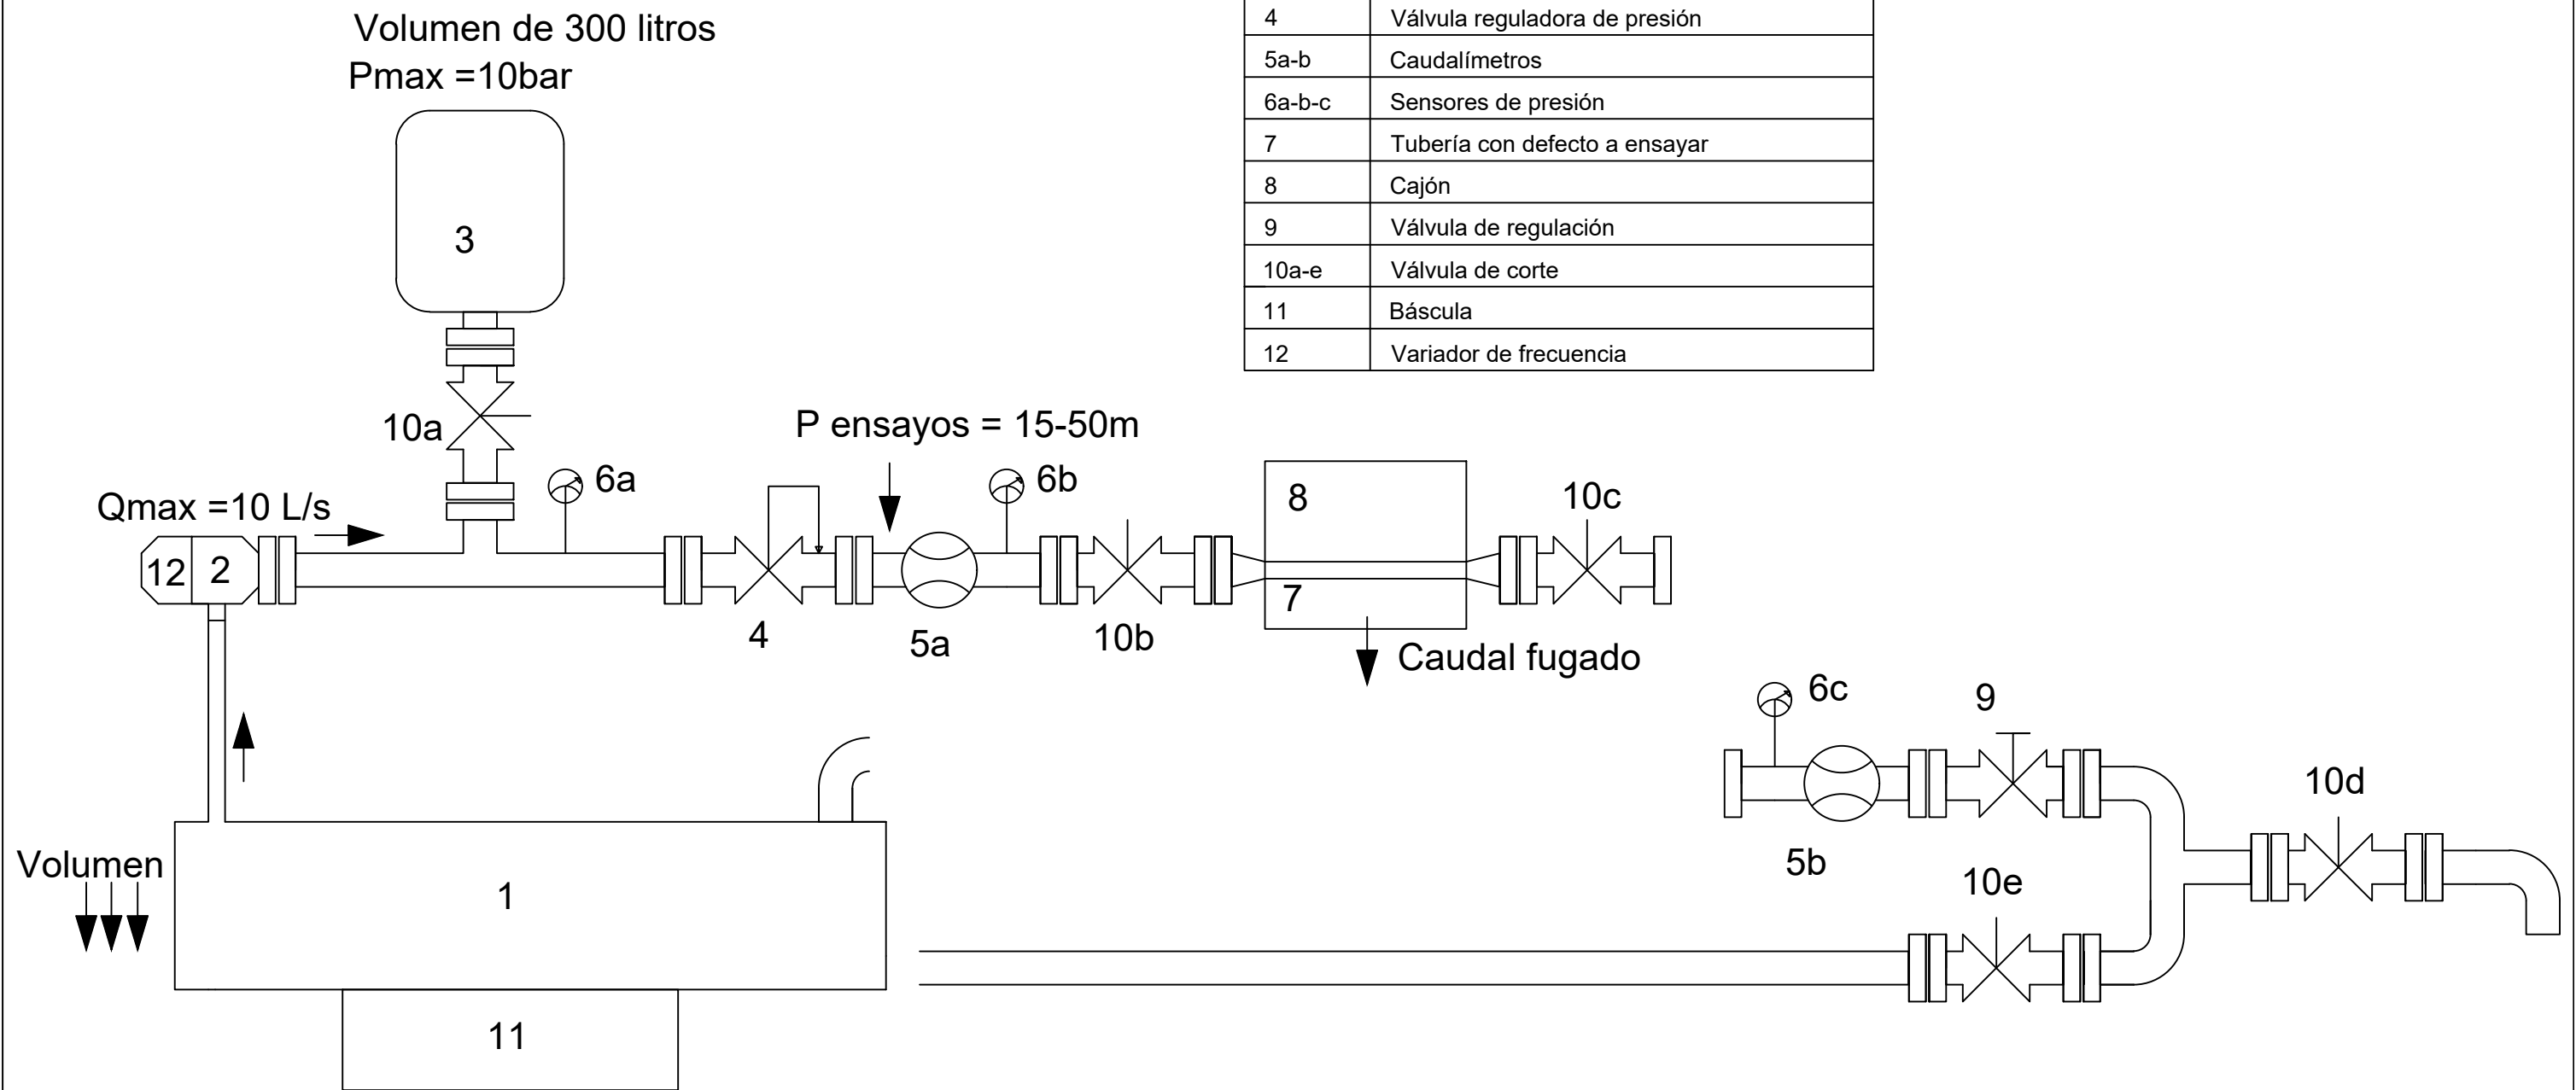 Volumen de 300 litros
Pmax =10bar
4 Válvula reguladora de presión
5a-b Caudalímetros
6a-b-c Sensores de presión
7 Tubería con defecto a ensayar
8 Cajón
9 Válvula de regulación
10a-e Válvula de corte
11 Báscula
12 Variador de frecuencia
3
10a
P ensayos = 15-50m
6a
6b
8
10c
Qmax =10 L/s
12
2
7
4
5a
10b
Caudal fugado
6c
9
10d
Volumen
1
5b
10e
11